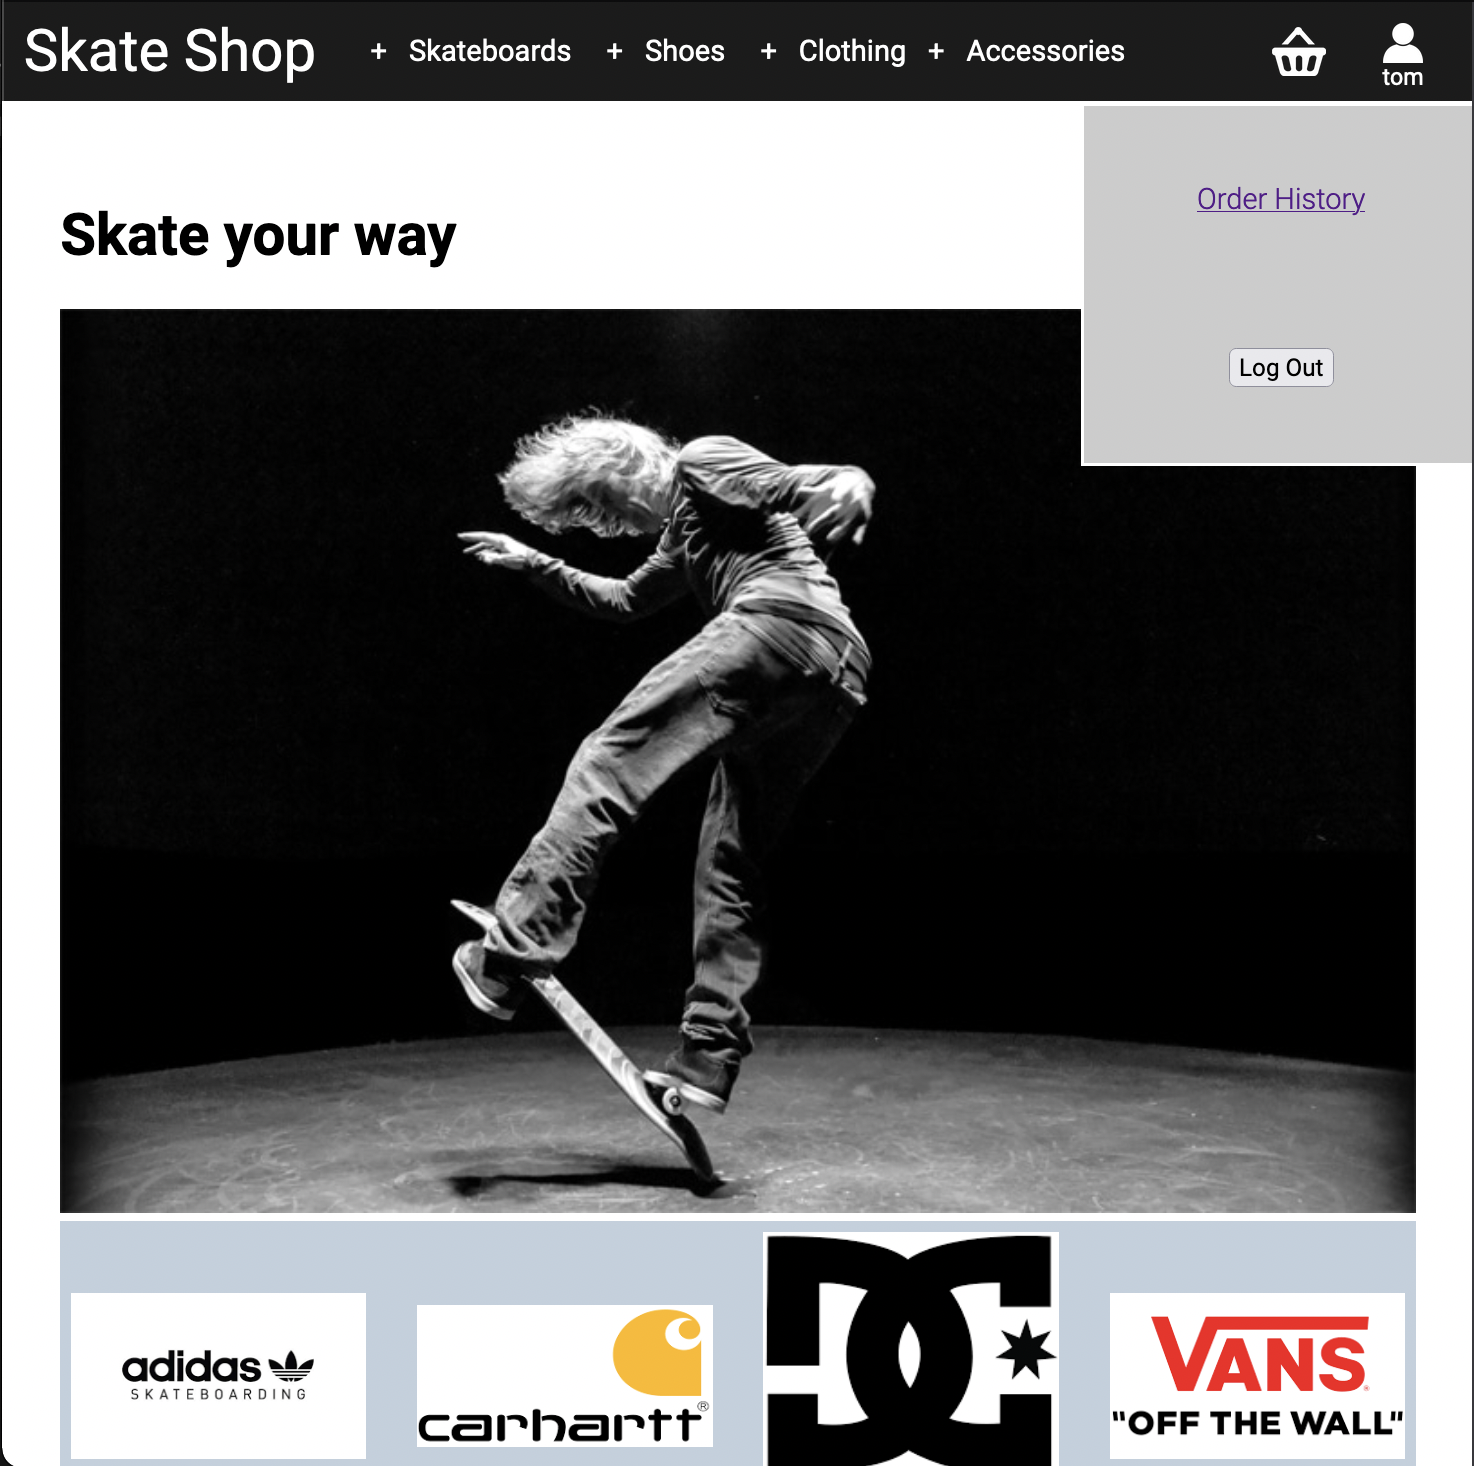 Skate Shop
+ Skateboards
+ Shoes
+ Clothing
+ Accessories
tom
Order History
Log Out
Skate your way
adidas
SKATEBOARDING
carhartt®
DC
VANS®
"OFF THE WALL"